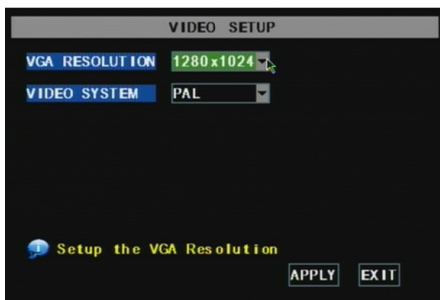 VIDEO SETUP
VGA RESOLUTION 1280x1024
VIDEO SYSTEM PAL
Setup the VGA Resolution
APPLY EXIT